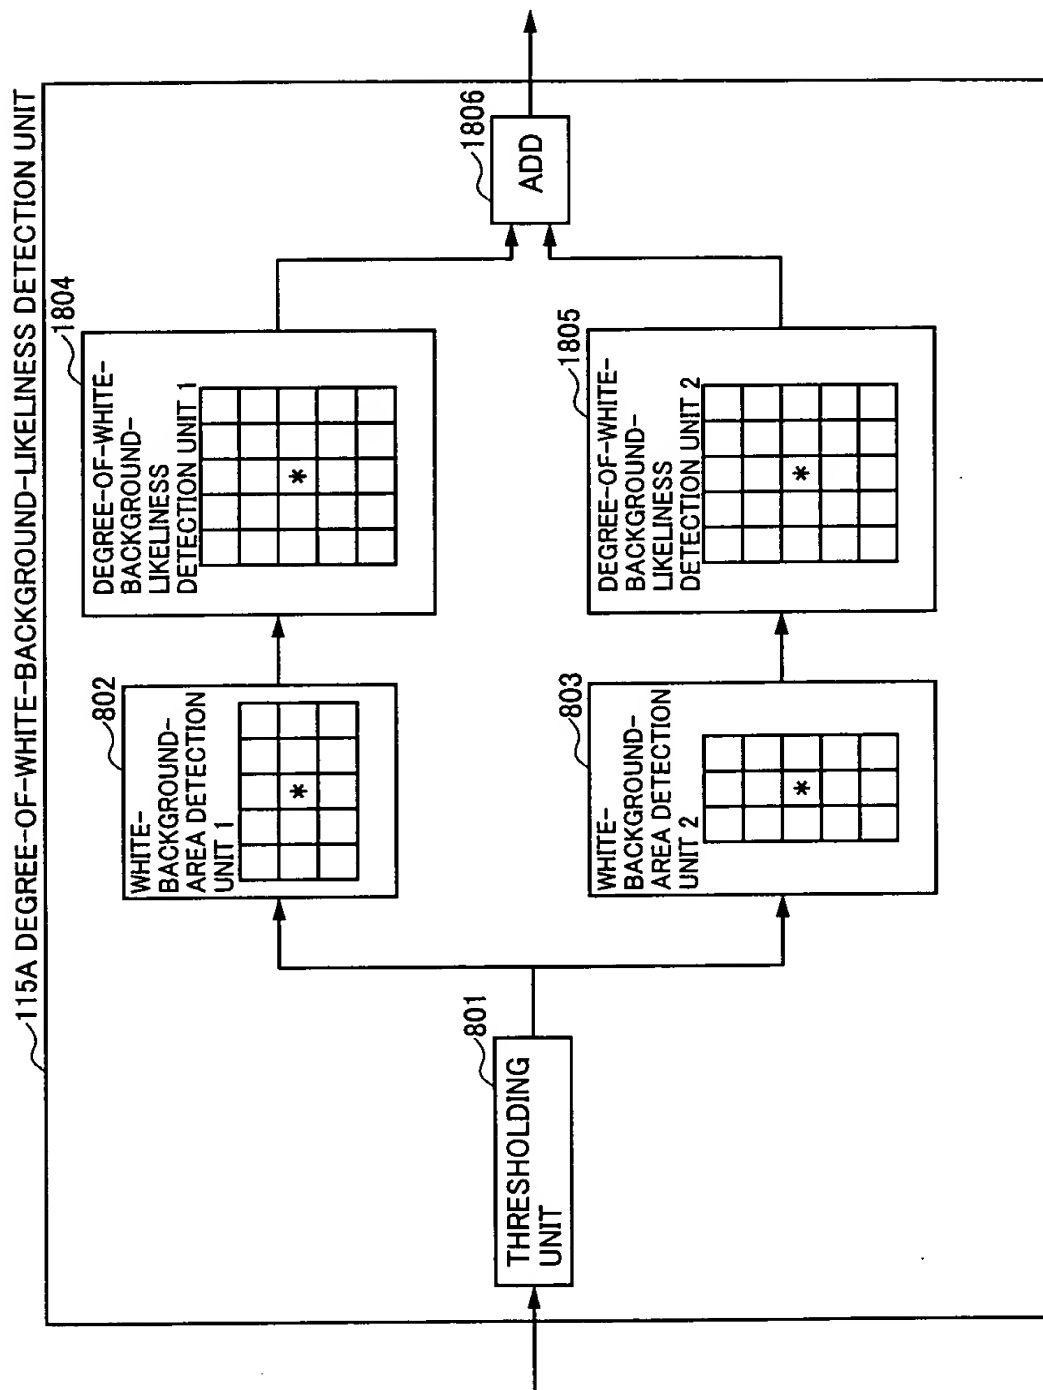 115A DEGREE-OF-WHITE-BACKGROUND-LIKELINESS DETECTION UNIT
801
THRESHOLDING
UNIT
802
WHITE-
BACKGROUND-
AREA DETECTION
UNIT 1
*
1804
DEGREE-OF-WHITE-
BACKGROUND-
LIKELINESS
DETECTION UNIT 1
*
803
WHITE-
BACKGROUND-
AREA DETECTION
UNIT 2
*
1805
DEGREE-OF-WHITE-
BACKGROUND-
LIKELINESS
DETECTION UNIT 2
*
1806
ADD